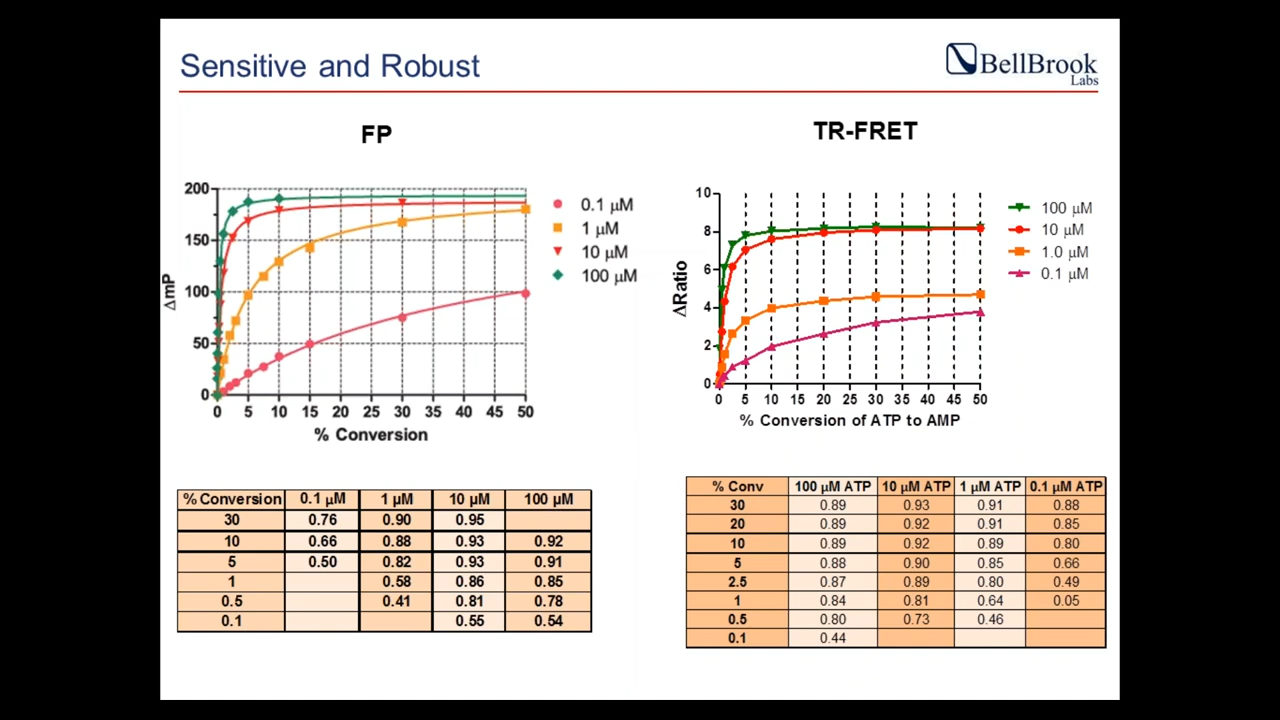 Sensitive and Robust
BellBrook
Labs
FP
200
150
100
50
0
ΔmP
0 5 10 15 20 25 30 35 40 45 50
% Conversion
0.1 μM
1 μM
10 μM
100 μM
TR-FRET
10
8
6
4
2
0
ΔRatio
0 5 10 15 20 25 30 35 40 45 50
% Conversion of ATP to AMP
100 μM
10 μM
1.0 μM
0.1 μM
% Conversion 0.1 μM 1 μM 10 μM 100 μM
30 0.76 0.90 0.95
10 0.66 0.88 0.93 0.92
5 0.50 0.82 0.93 0.91
1 0.58 0.86 0.85
0.5 0.41 0.81 0.78
0.1 0.55 0.54
% Conv 100 μM ATP 10 μM ATP 1 μM ATP 0.1 μM ATP
30 0.89 0.93 0.91 0.88
20 0.89 0.92 0.91 0.85
10 0.89 0.92 0.89 0.80
5 0.88 0.90 0.85 0.66
2.5 0.87 0.89 0.80 0.49
1 0.84 0.81 0.64 0.05
0.5 0.80 0.73 0.46
0.1 0.44